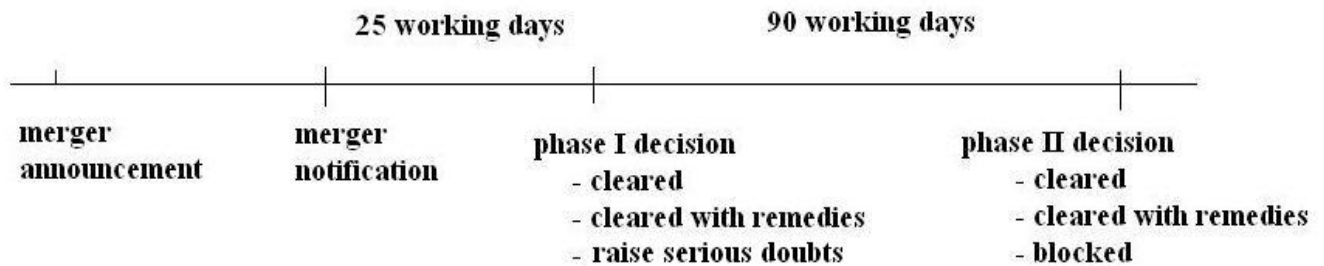 25 working days
90 working days
merger
announcement
merger
notification
phase I decision
- cleared
- cleared with remedies
- raise serious doubts
phase II decision
- cleared
- cleared with remedies
- blocked